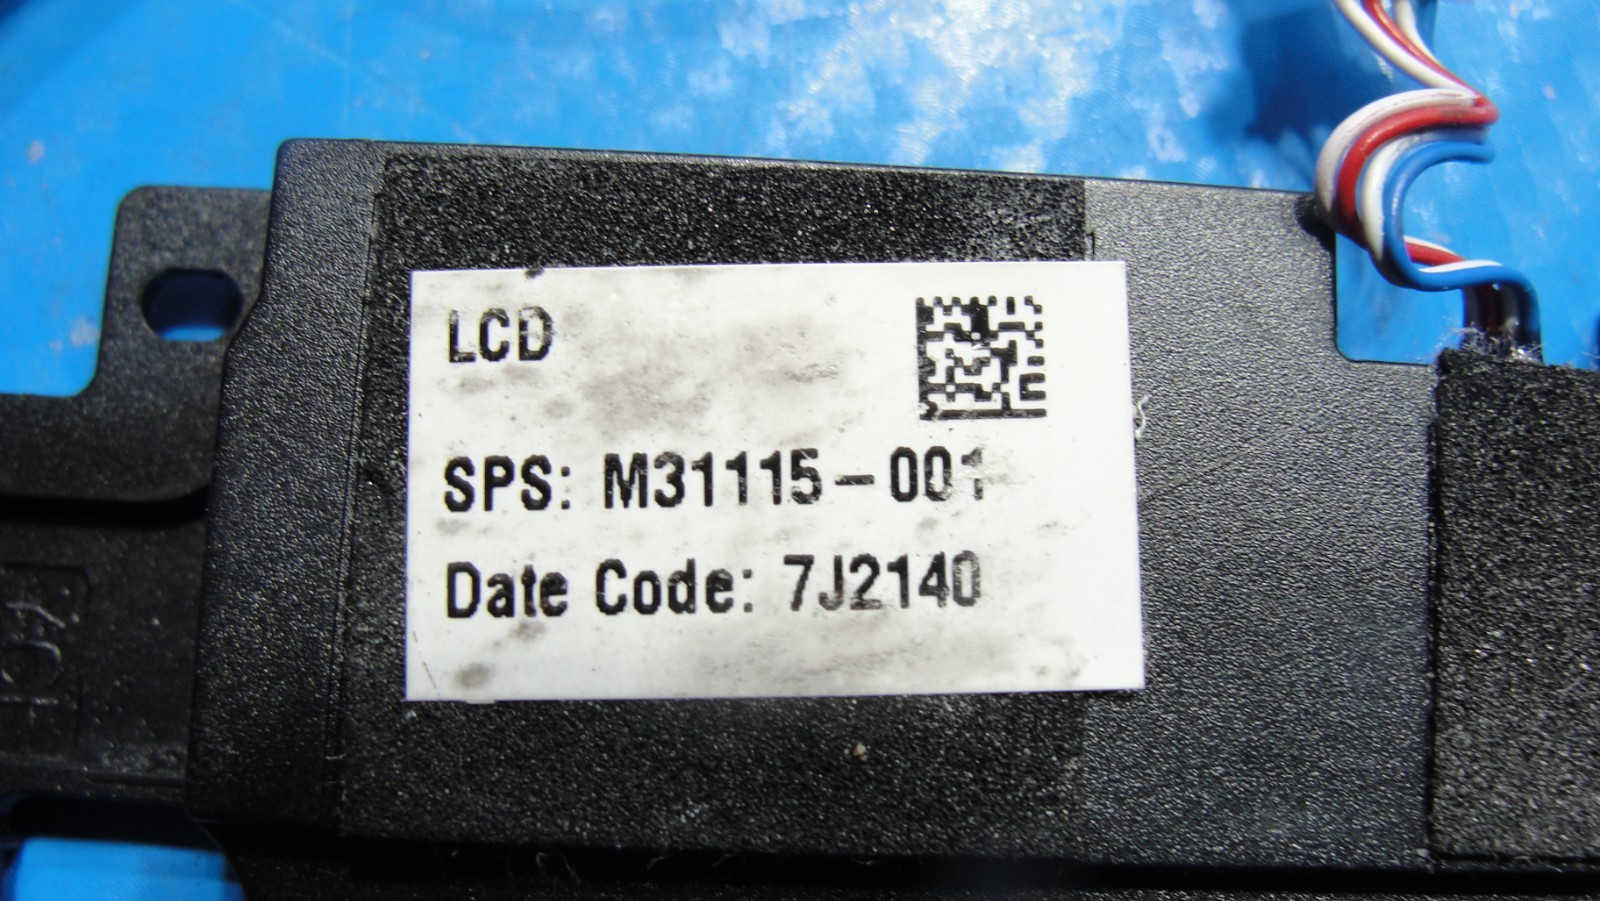 LCD
SPS: M31115-001
Date Code: 7J2140